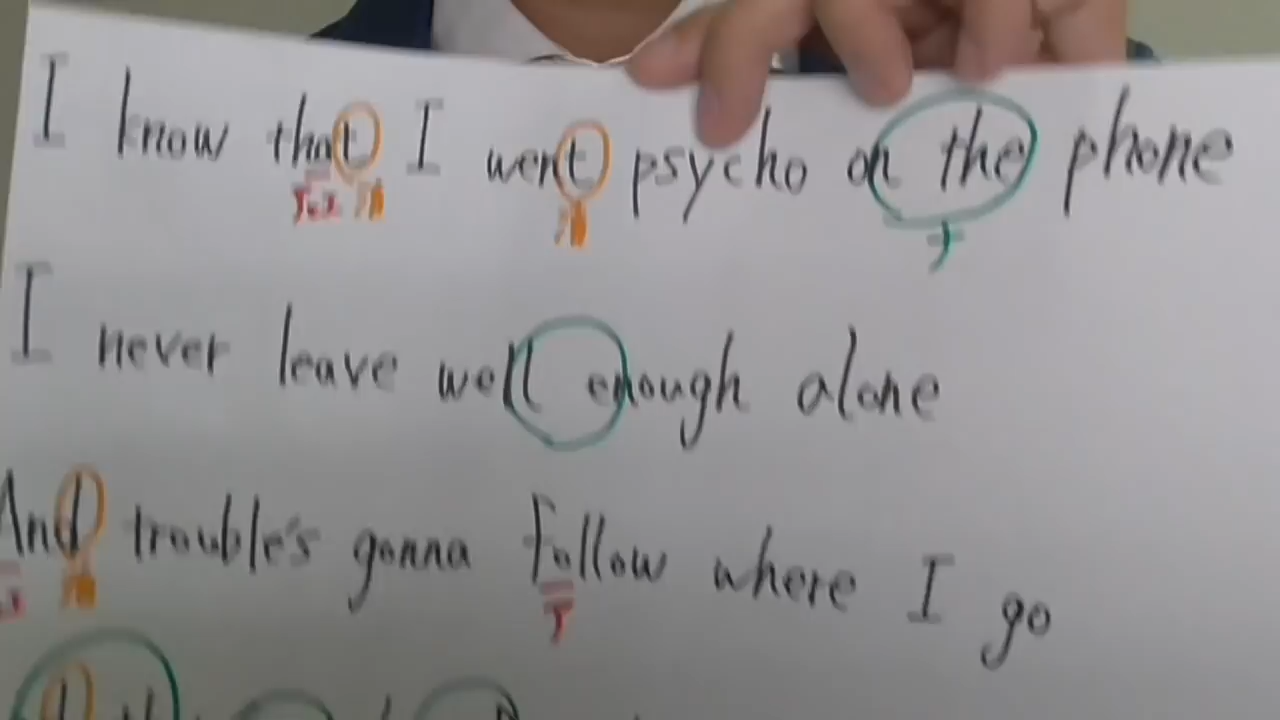 I know that I went psycho on the phone
I never leave well enough alone
And trouble's gonna follow where I go